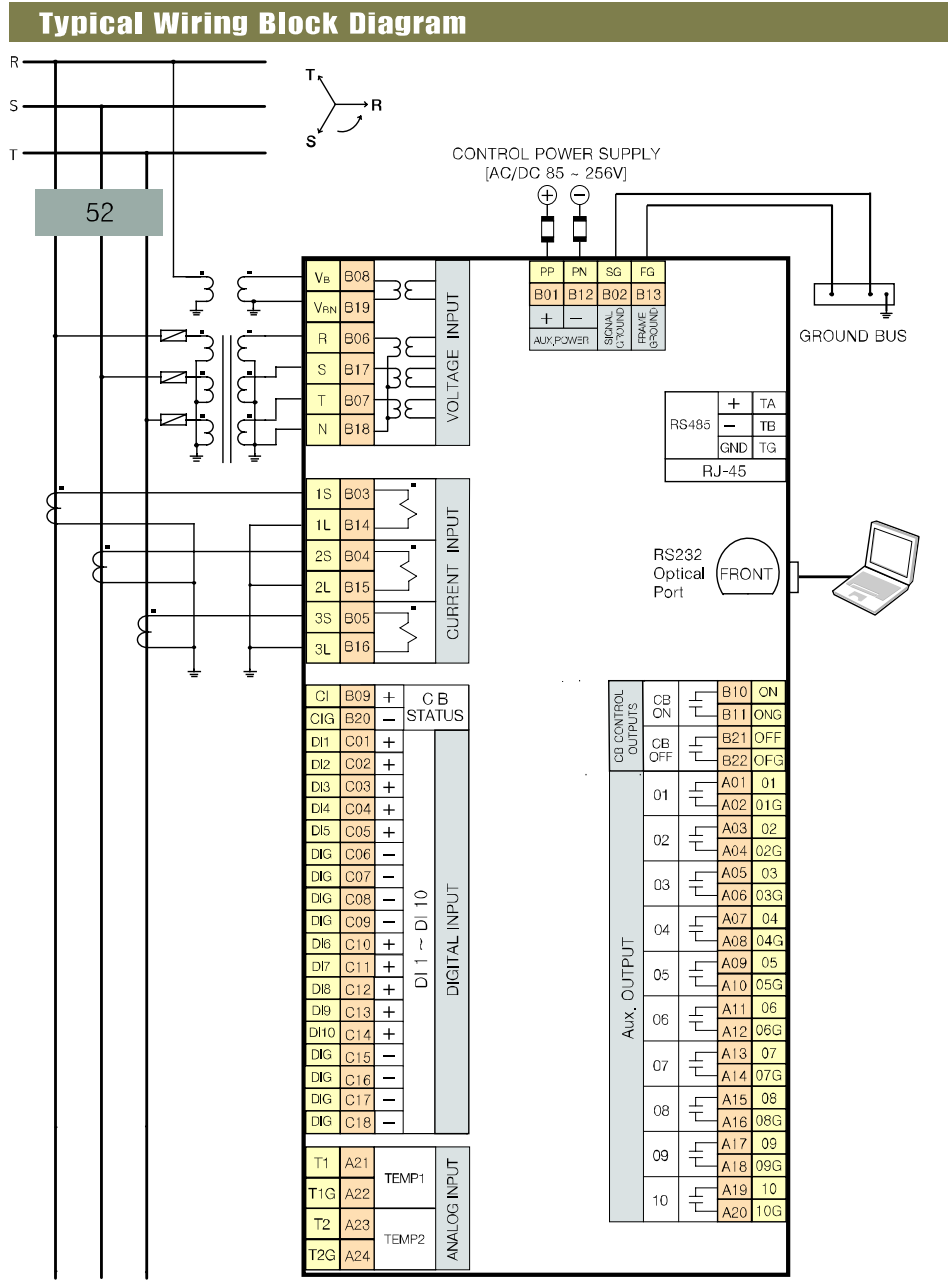 Typical Wiring Block Diagram
R
S
T
T
R
S
52
CONTROL POWER SUPPLY
[AC/DC 85 ~ 256V]
+ −
PP PN SG FG
B01 B12 B02 B13
+ −
AUX.POWER
SIGNAL GROUND
FRAME GROUND
GROUND BUS
VB B08
VBN B19
R B06
S B17
T B07
N B18
VOLTAGE INPUT
RS485
+ TA
− TB
GND TG
RJ-45
1S B03
1L B14
2S B04
2L B15
3S B05
3L B16
CURRENT INPUT
RS232
Optical
Port
FRONT
CI B09 +
CIG B20 −
CB
STATUS
DI1 C01 +
DI2 C02 +
DI3 C03 +
DI4 C04 +
DI5 C05 +
DIG C06 −
DIG C07 −
DIG C08 −
DIG C09 −
DI6 C10 +
DI7 C11 +
DI8 C12 +
DI9 C13 +
DI10 C14 +
DIG C15 −
DIG C16 −
DIG C17 −
DIG C18 −
DI 1 ~ DI 10
DIGITAL INPUT
T1 A21
T1G A22
TEMP1
T2 A23
T2G A24
TEMP2
ANALOG INPUT
CB CONTROL
OUTPUTS
CB
ON
B10 ON
B11 ONG
CB
OFF
B21 OFF
B22 OFG
Aux. OUTPUT
01
A01 01
A02 01G
02
A03 02
A04 02G
03
A05 03
A06 03G
04
A07 04
A08 04G
05
A09 05
A10 05G
06
A11 06
A12 06G
07
A13 07
A14 07G
08
A15 08
A16 08G
09
A17 09
A18 09G
10
A19 10
A20 10G